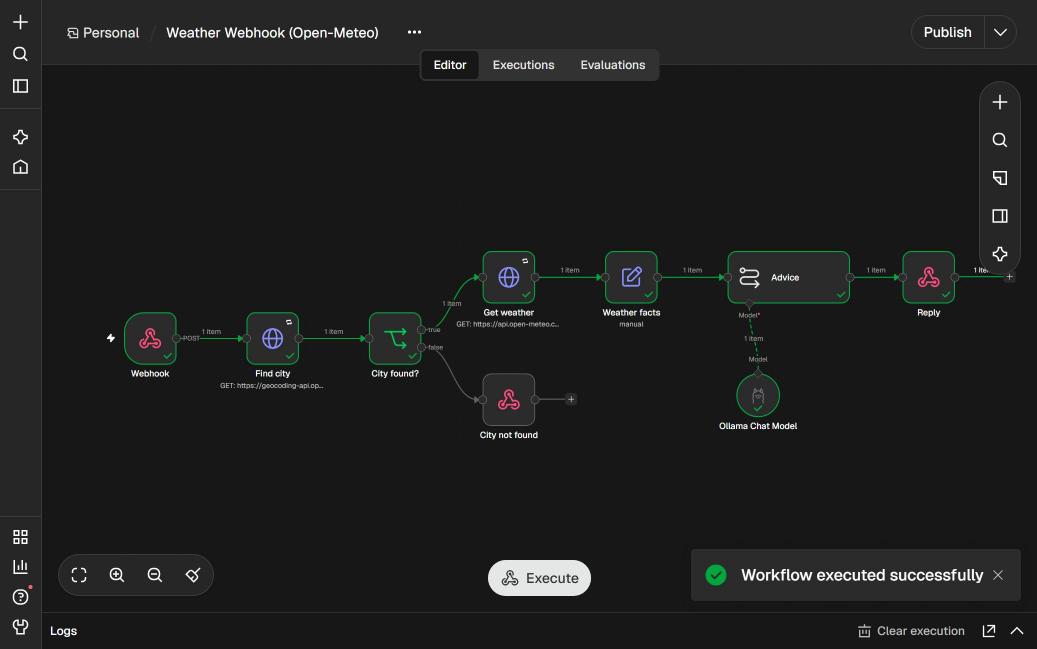 Personal / Weather Webhook (Open-Meteo) ...
Publish
Editor Executions Evaluations
1 item
1 item
1 item
1 item
Advice
Get weather
GET: https://api.open-meteo.c...
Weather facts
manual
Reply
Model*
1 item
Model
POST
1 item
1 item
true
false
Webhook
Find city
GET: https://geocoding-api.op...
City found?
City not found
Ollama Chat Model
Execute
Workflow executed successfully
Logs
Clear execution